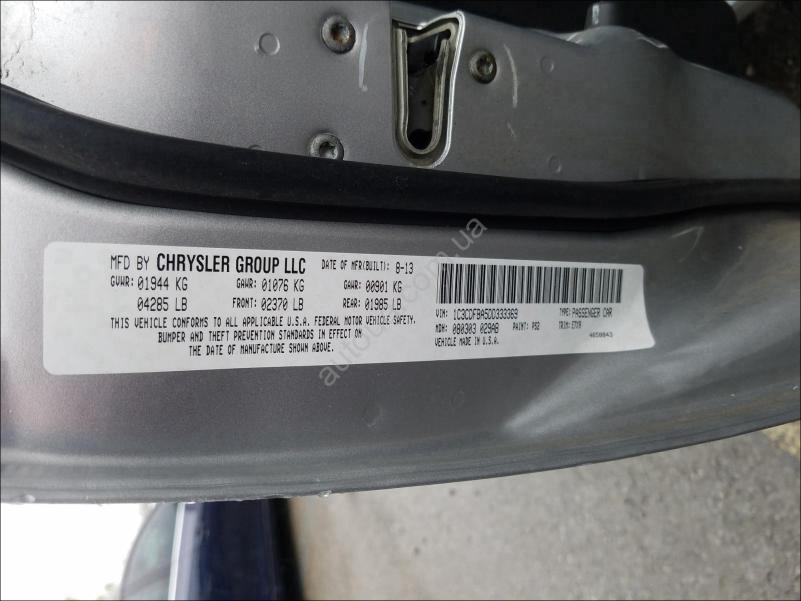 MFD BY CHRYSLER GROUP LLC DATE OF MFR(BUILT): 8-13
GVWR: 01944 KG GAWR: 01076 KG GAWR: 00901 KG
04285 LB FRONT: 02370 LB REAR: 01985 LB
THIS VEHICLE CONFORMS TO ALL APPLICABLE U.S.A. FEDERAL MOTOR VEHICLE SAFETY,
BUMPER AND THEFT PREVENTION STANDARDS IN EFFECT ON
THE DATE OF MANUFACTURE SHOWN ABOVE.
VIN: 1C3CDFBA5DD333369 TYPE: PASSENGER CAR
MDH: 080303 029AB PAINT: PS2 TRIM: E7X9
VEHICLE MADE IN U.S.A. 4658843